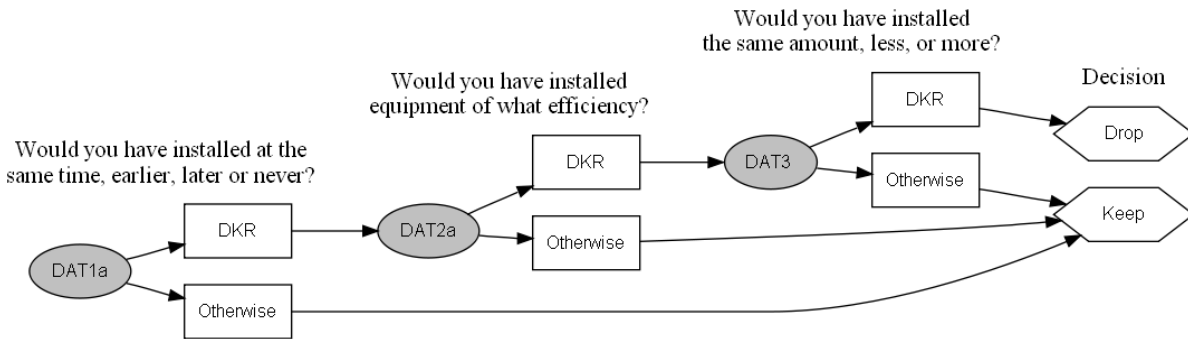 Would you have installed
the same amount, less, or more?
Would you have installed
equipment of what efficiency?
Decision
DKR
Drop
Would you have installed at the
same time, earlier, later or never?
DKR
DAT3
Otherwise
DKR
DAT2a
Otherwise
Keep
DAT1a
Otherwise